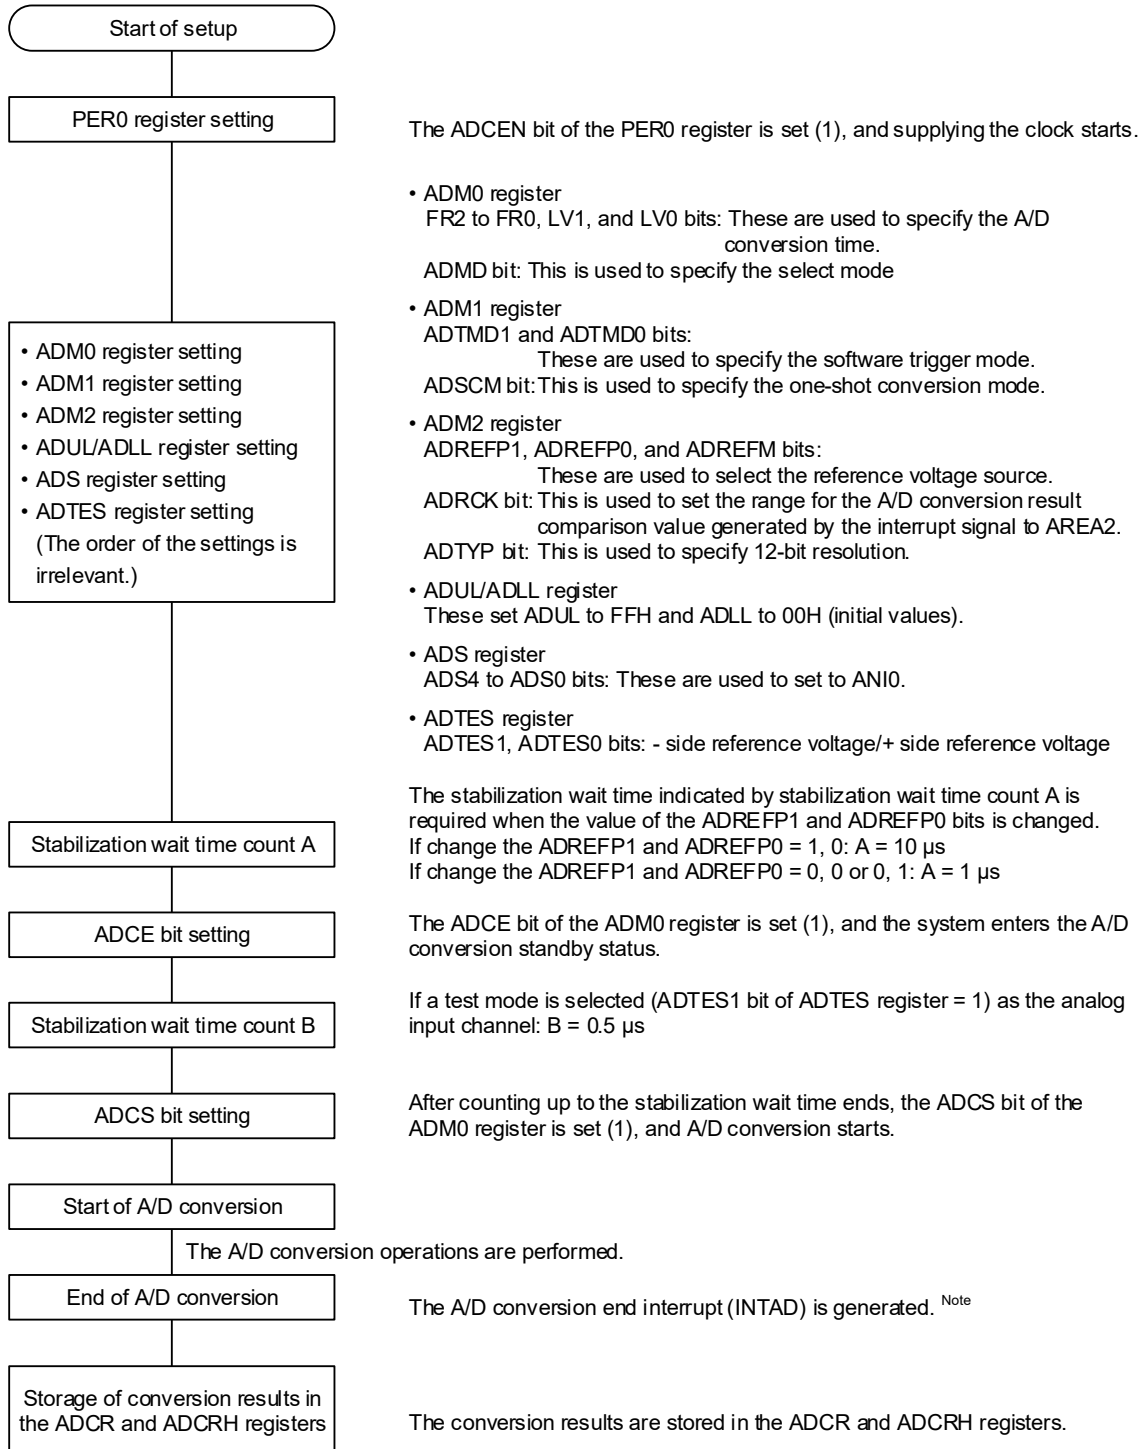 Start of setup
PER0 register setting
The ADCEN bit of the PER0 register is set (1), and supplying the clock starts.
• ADM0 register
FR2 to FR0, LV1, and LV0 bits: These are used to specify the A/D
conversion time.
ADMD bit: This is used to specify the select mode
• ADM1 register
ADTMD1 and ADTMD0 bits:
These are used to specify the software trigger mode.
ADSCM bit: This is used to specify the one-shot conversion mode.
• ADM2 register
ADREFP1, ADREFP0, and ADREFM bits:
These are used to select the reference voltage source.
ADRCK bit: This is used to set the range for the A/D conversion result
comparison value generated by the interrupt signal to AREA2.
ADTYP bit: This is used to specify 12-bit resolution.
• ADUL/ADLL register
These set ADUL to FFH and ADLL to 00H (initial values).
• ADS register
ADS4 to ADS0 bits: These are used to set to ANI0.
• ADTES register
ADTES1, ADTES0 bits: - side reference voltage/+ side reference voltage
• ADM0 register setting
• ADM1 register setting
• ADM2 register setting
• ADUL/ADLL register setting
• ADS register setting
• ADTES register setting
(The order of the settings is
irrelevant.)
Stabilization wait time count A
The stabilization wait time indicated by stabilization wait time count A is
required when the value of the ADREFP1 and ADREFP0 bits is changed.
If change the ADREFP1 and ADREFP0 = 1, 0: A = 10 µs
If change the ADREFP1 and ADREFP0 = 0, 0 or 0, 1: A = 1 µs
ADCE bit setting
The ADCE bit of the ADM0 register is set (1), and the system enters the A/D
conversion standby status.
Stabilization wait time count B
If a test mode is selected (ADTES1 bit of ADTES register = 1) as the analog
input channel: B = 0.5 µs
ADCS bit setting
After counting up to the stabilization wait time ends, the ADCS bit of the
ADM0 register is set (1), and A/D conversion starts.
Start of A/D conversion
The A/D conversion operations are performed.
End of A/D conversion
The A/D conversion end interrupt (INTAD) is generated. Note
Storage of conversion results in
the ADCR and ADCRH registers
The conversion results are stored in the ADCR and ADCRH registers.